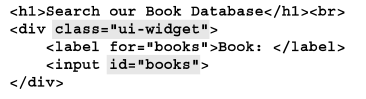 <h1>Search our Book Database</h1><br>
<div class="ui-widget">
    <label for="books">Book: </label>
    <input id="books">
</div>